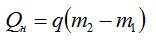 Qн = q(m₂ − m₁)